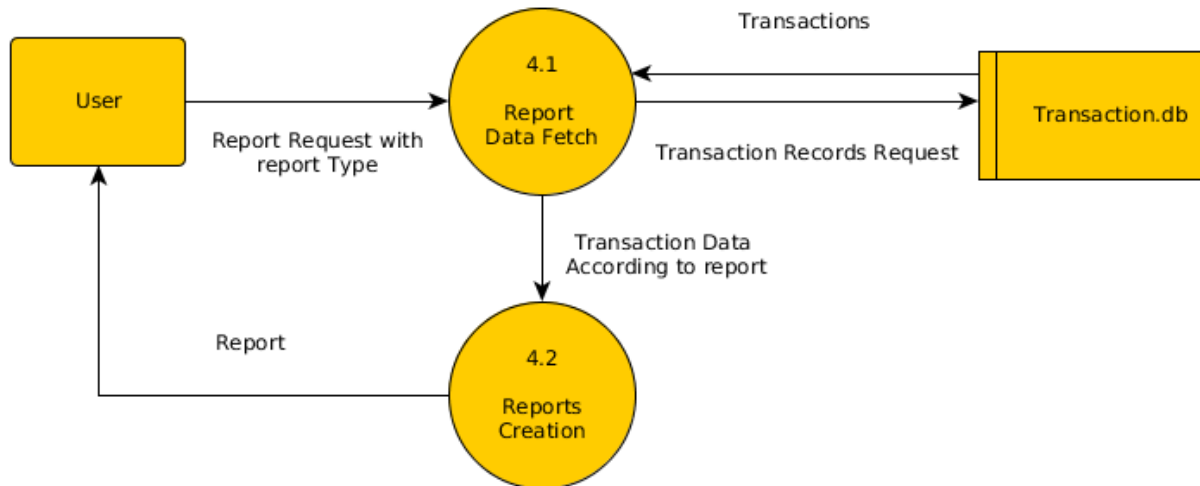 Transactions
User
4.1
Report
Data Fetch
Transaction.db
Report Request with
report Type
Transaction Records Request
Transaction Data
According to report
Report
4.2
Reports
Creation